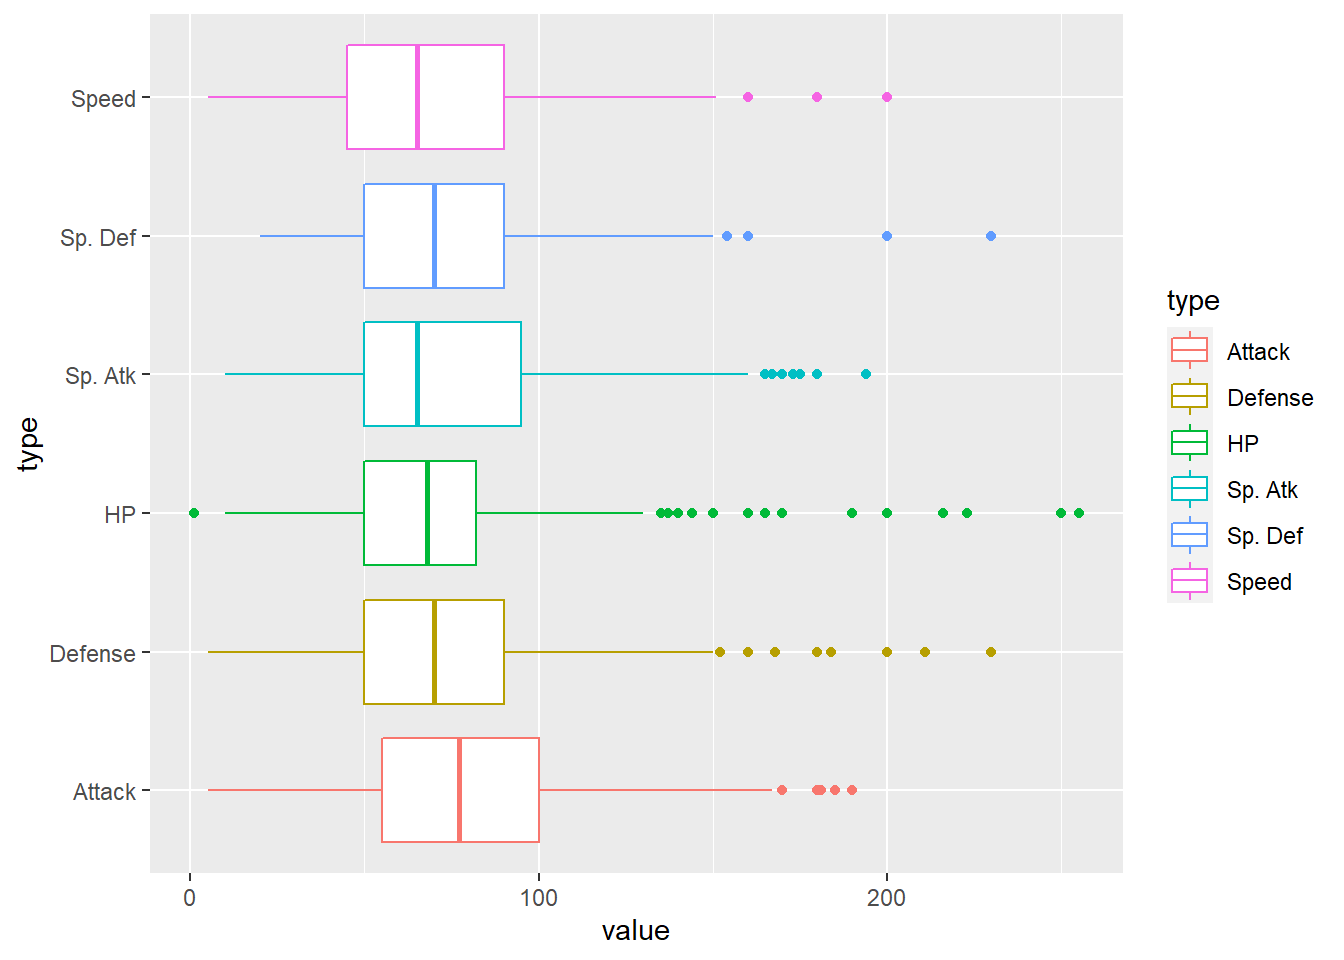 Speed
Sp. Def
Sp. Atk
HP
Defense
Attack
type
0 100 200
value
type
Attack
Defense
HP
Sp. Atk
Sp. Def
Speed